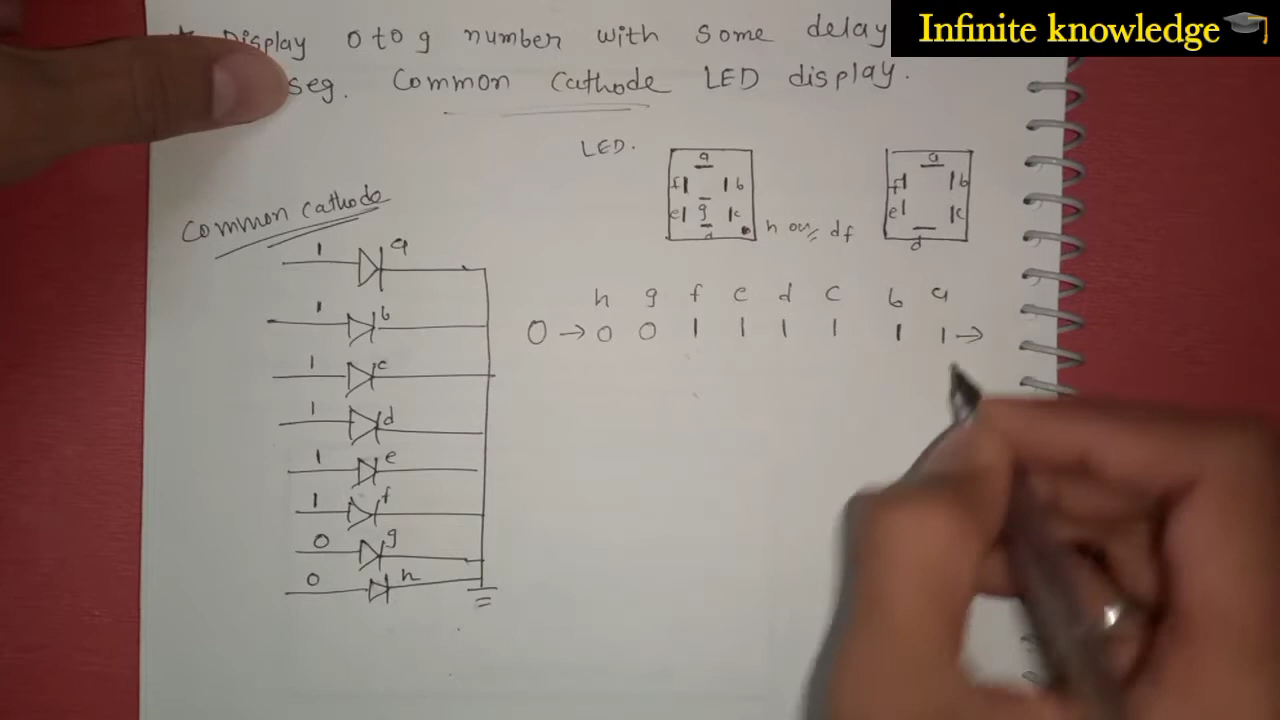 Infinite knowledge
Display 0 to 9 number with some delay
seg. Common Cathode LED display.
LED.
a
f b
e g c
d
h or df
a
f b
e c
d
Common Cathode
1 a
1 b
1 c
1 d
1 e
1 f
0 g
0 h
h g f e d c b a
0 → 0 0 1 1 1 1 1 1 →